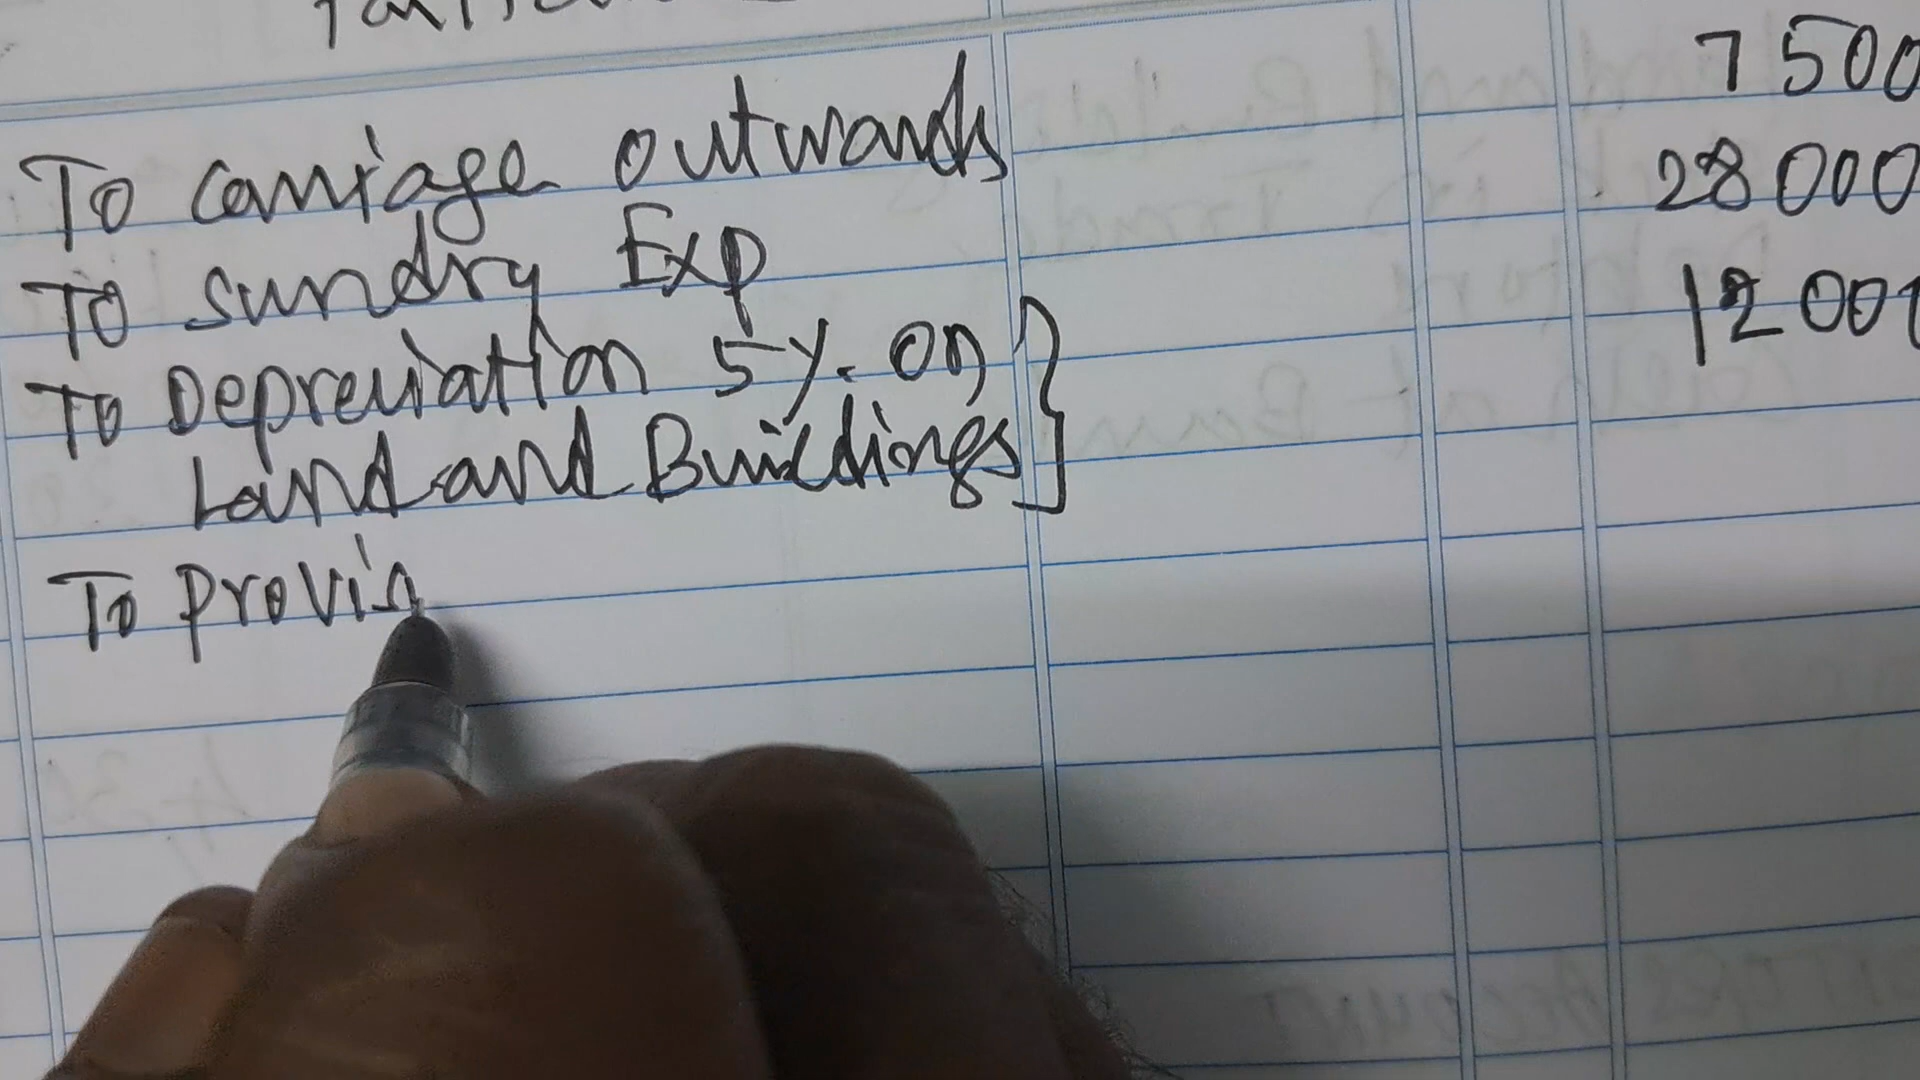 7500
To carriage outwards 28000
To sundry Exp 12000
To Depreciation 5%. on }
Land and Buildings
To Provis